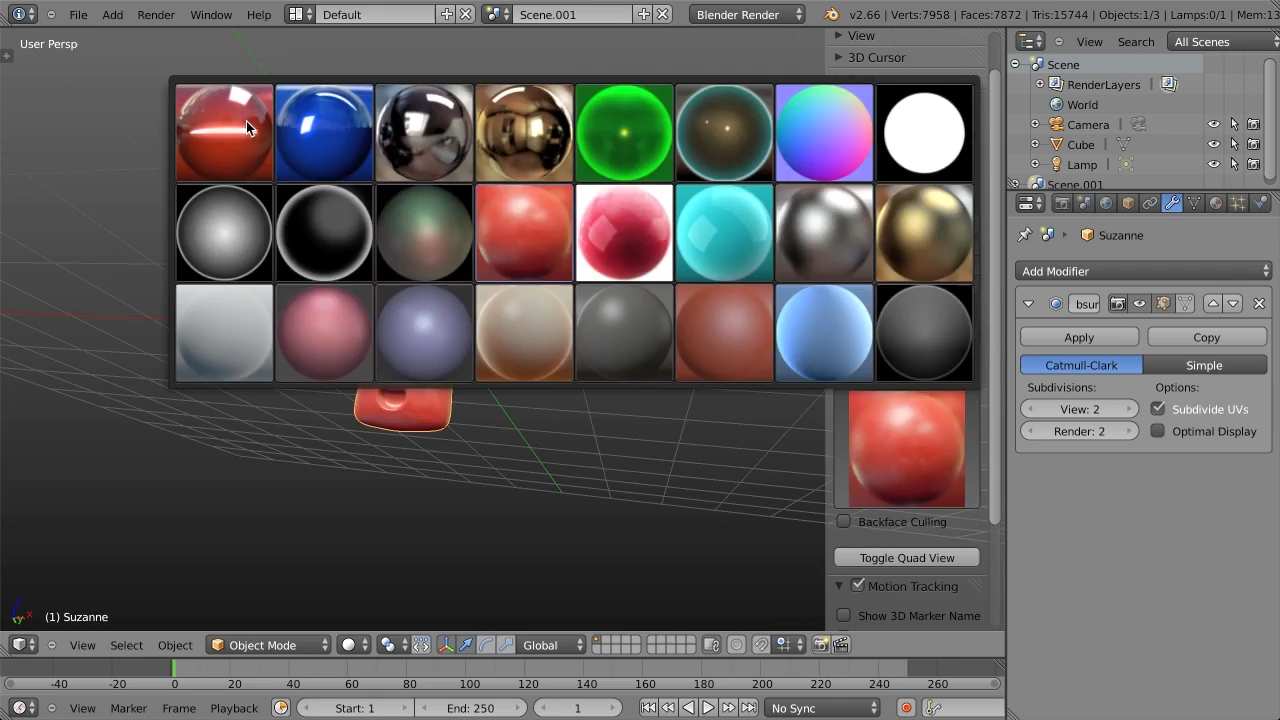 File Add Render Window Help Default Scene.001 Blender Render v2.66 | Verts:7958 | Faces:7872 | Tris:15744 | Objects:1/3 | Lamps:0/1 | Mem:13
User Persp
View
3D Cursor
View Search All Scenes
Scene
RenderLayers
World
Camera
Cube
Lamp
Scene.001
Suzanne
Add Modifier
bsur
Apply Copy
Catmull-Clark Simple
Subdivisions: Options:
View: 2 Subdivide UVs
Render: 2 Optimal Display
Backface Culling
Toggle Quad View
Motion Tracking
Show 3D Marker Name
(1) Suzanne
View Select Object Object Mode Global
-40 -20 0 20 40 60 80 100 120 140 160 180 200 220 240 260
View Marker Frame Playback Start: 1 End: 250 1 No Sync